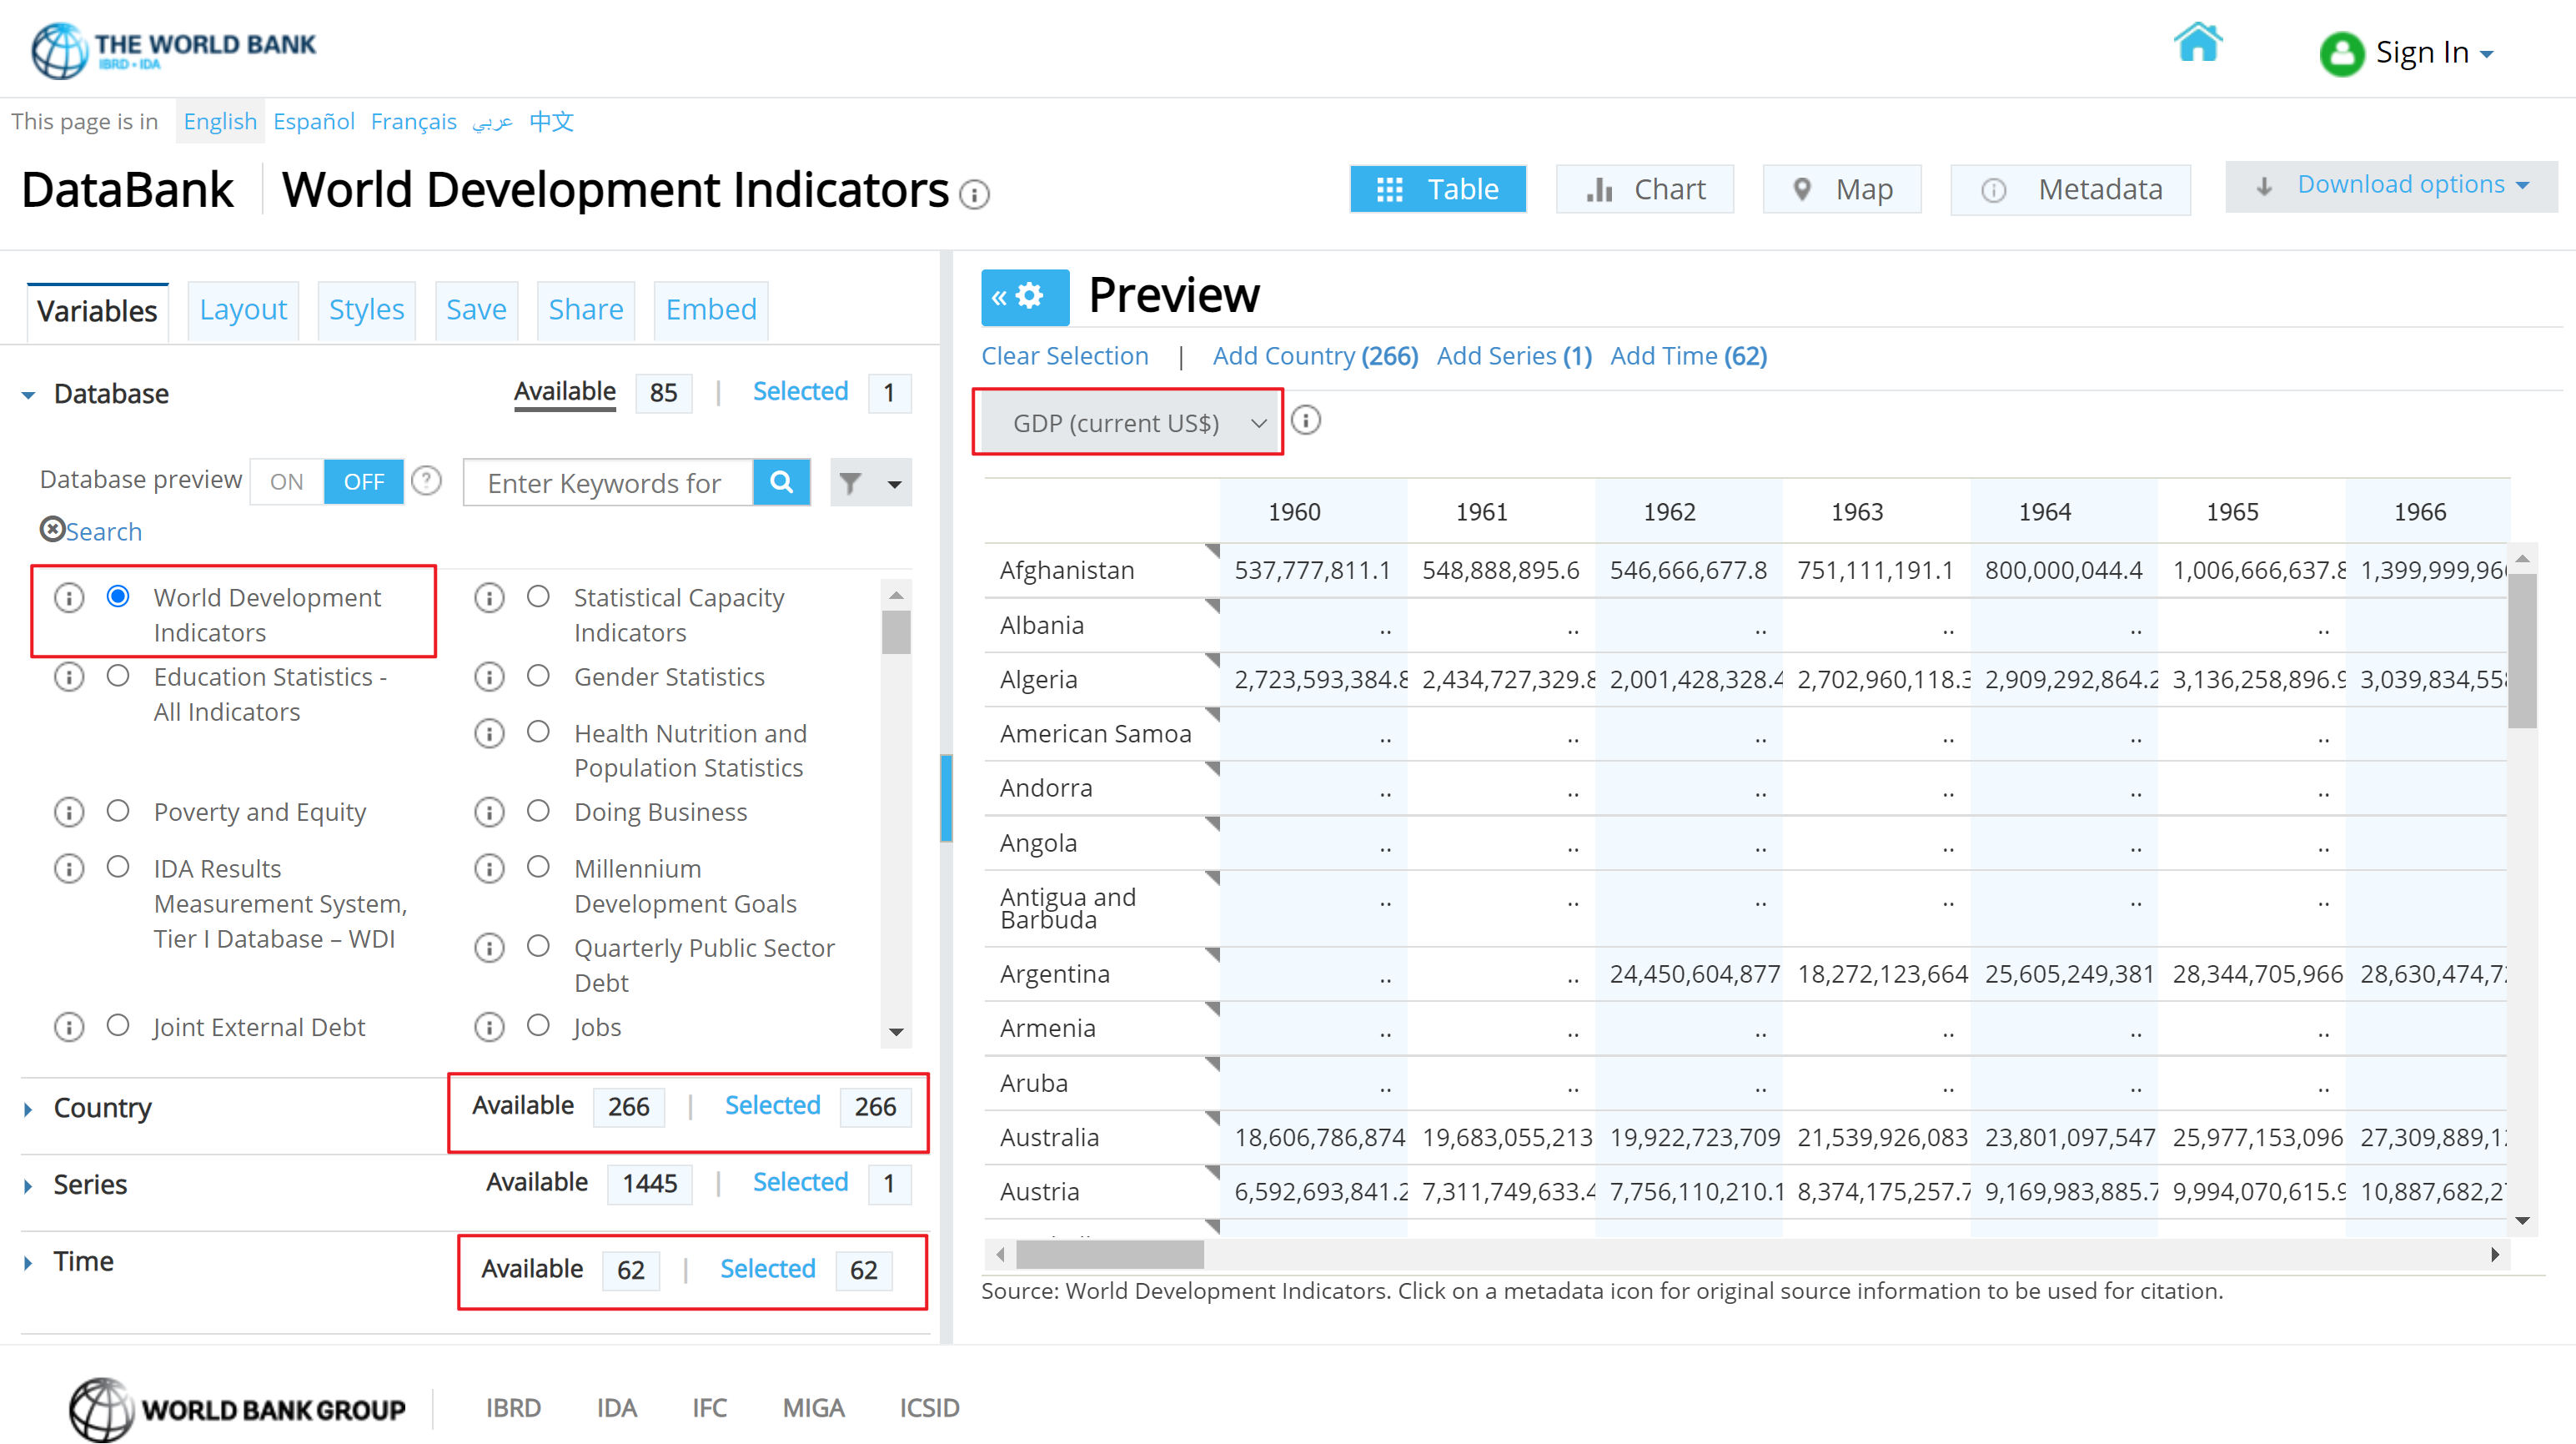 THE WORLD BANK
IBRD • IDA
Sign In
This page is in English Español Français عربي 中文
DataBank World Development Indicators
Table Chart Map Metadata Download options
Variables Layout Styles Save Share Embed
Database Available 85 | Selected 1
Database preview ON OFF ? Enter Keywords for
Search
World Development
Indicators
Statistical Capacity
Indicators
Education Statistics -
All Indicators
Gender Statistics
Health Nutrition and
Population Statistics
Poverty and Equity
Doing Business
IDA Results
Measurement System,
Tier I Database – WDI
Millennium
Development Goals
Quarterly Public Sector
Debt
Joint External Debt
Jobs
Country Available 266 | Selected 266
Series Available 1445 | Selected 1
Time Available 62 | Selected 62
« Preview
Clear Selection | Add Country (266) Add Series (1) Add Time (62)
GDP (current US$)
1960 1961 1962 1963 1964 1965 1966
Afghanistan 537,777,811.1 548,888,895.6 546,666,677.8 751,111,191.1 800,000,044.4 1,006,666,637.8 1,399,999,96
Albania .. .. .. .. .. ..
Algeria 2,723,593,384.8 2,434,727,329.8 2,001,428,328.4 2,702,960,118.3 2,909,292,864.2 3,136,258,896.9 3,039,834,55
American Samoa .. .. .. .. .. ..
Andorra .. .. .. .. .. ..
Angola .. .. .. .. .. ..
Antigua and
Barbuda .. .. .. .. .. ..
Argentina .. .. 24,450,604,877 18,272,123,664 25,605,249,381 28,344,705,966 28,630,474,7
Armenia .. .. .. .. .. ..
Aruba .. .. .. .. .. ..
Australia 18,606,786,874 19,683,055,213 19,922,723,709 21,539,926,083 23,801,097,547 25,977,153,096 27,309,889,1
Austria 6,592,693,841.2 7,311,749,633.4 7,756,110,210.1 8,374,175,257.7 9,169,983,885.7 9,994,070,615.9 10,887,682,2
Source: World Development Indicators. Click on a metadata icon for original source information to be used for citation.
WORLD BANK GROUP IBRD IDA IFC MIGA ICSID